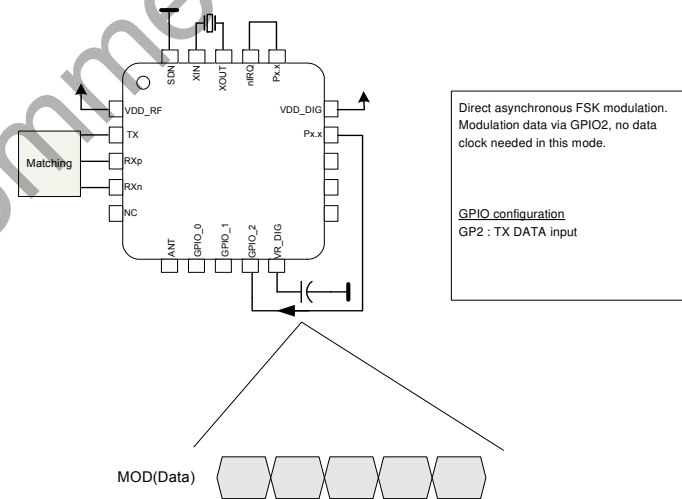 SDN
XIN
XOUT
nIRQ
Px.x
VDD_RF
TX
RXp
RXn
NC
Matching
VDD_DIG
Px.x
ANT
GPIO_0
GPIO_1
GPIO_2
VR_DIG
Direct asynchronous FSK modulation.
Modulation data via GPIO2, no data
clock needed in this mode.
GPIO configuration
GP2 : TX DATA input
MOD(Data)